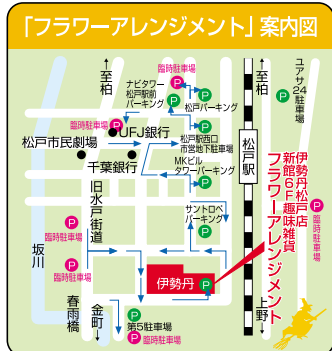 「フラワーアレンジメント」案内図
↑至柏
ナビタワー
松戸駅前
パーキング
臨時駐車場
P
P
松戸パーキング
P
↑至柏
ユアサ24駐車場
P
臨時駐車場
P
UFJ銀行
松戸市民劇場
千葉銀行
松戸駅西口
市営地下駐車場
MKビル
タワーパーキング
P
松戸駅
伊勢丹松戸店
新館6F趣味雑貨
フラワーアレンジメント
P
臨時駐車場
旧水戸街道
P
臨時駐車場
サントロペ
パーキング
P
P
臨時駐車場
坂川
伊勢丹
P
春雨橋
金町↓
P
第5駐車場
P
臨時駐車場
上野↓